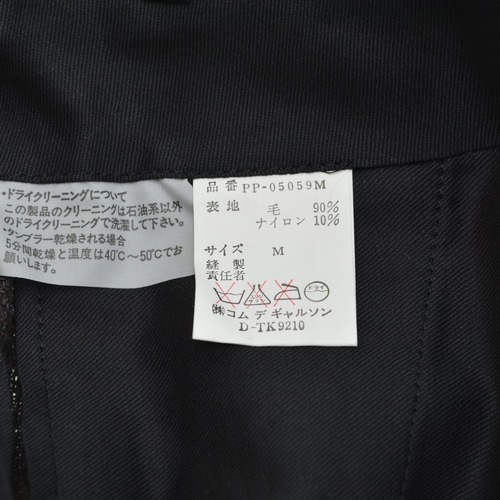 ・ドライクリーニングについて
この製品のクリーニングは石油系以外
のドライクリーニングで洗濯して下さい。
・タンブラー乾燥される場合
5分間乾燥と温度は40℃〜50℃でお
願いします。
品番 PP-05059M
表地 毛 90%
ナイロン 10%
サイズ M
縫製
責任者
ドライ
㈱コム デ ギャルソン
D-TK9210